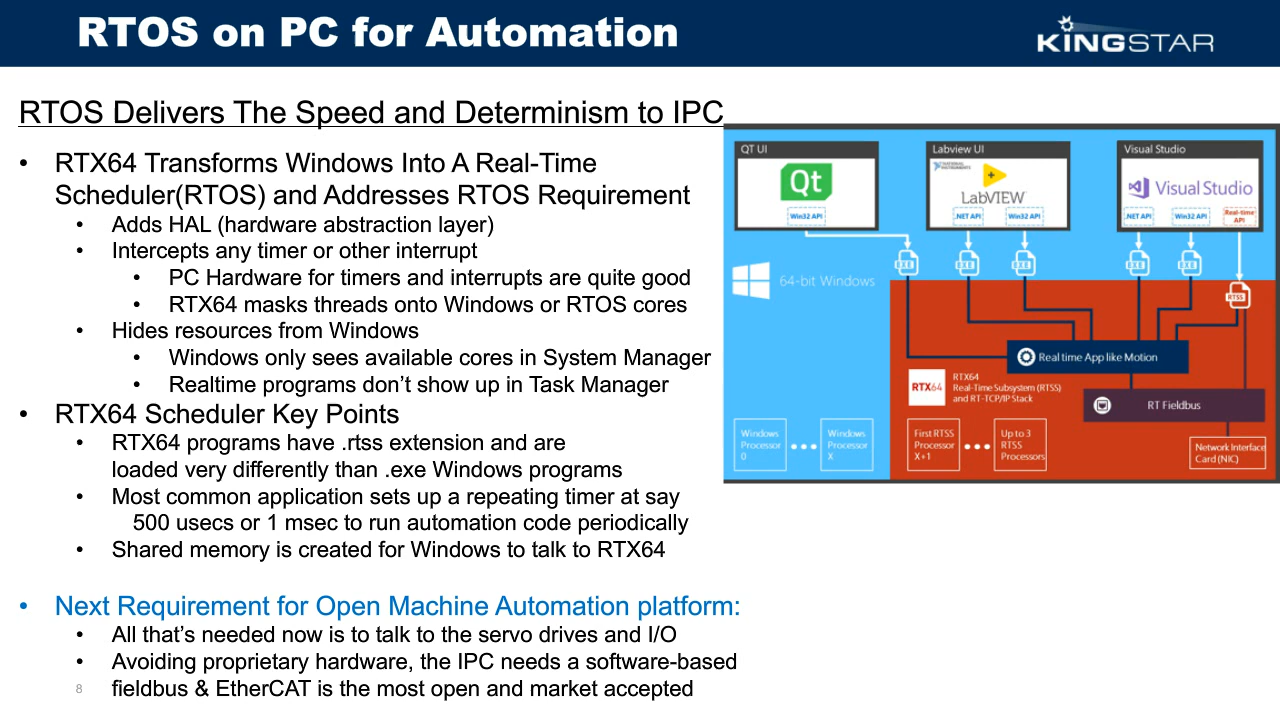 RTOS on PC for Automation
KINGSTAR
RTOS Delivers The Speed and Determinism to IPC
• RTX64 Transforms Windows Into A Real-Time
Scheduler(RTOS) and Addresses RTOS Requirement
• Adds HAL (hardware abstraction layer)
• Intercepts any timer or other interrupt
• PC Hardware for timers and interrupts are quite good
• RTX64 masks threads onto Windows or RTOS cores
• Hides resources from Windows
• Windows only sees available cores in System Manager
• Realtime programs don’t show up in Task Manager
• RTX64 Scheduler Key Points
• RTX64 programs have .rtss extension and are
loaded very differently than .exe Windows programs
• Most common application sets up a repeating timer at say
500 usecs or 1 msec to run automation code periodically
• Shared memory is created for Windows to talk to RTX64
• Next Requirement for Open Machine Automation platform:
• All that’s needed now is to talk to the servo drives and I/O
• Avoiding proprietary hardware, the IPC needs a software-based
• fieldbus & EtherCAT is the most open and market accepted
8
QT UI
Qt
Win32 API
Labview UI
NATIONAL INSTRUMENTS
LabVIEW
.NET API
Win32 API
Visual Studio
Visual Studio
.NET API
Win32 API
Real-time
API
EXE
EXE
EXE
EXE
EXE
RTSS
64-bit Windows
Real time App like Motion
RTX64
RTX64
Real-Time Subsystem (RTSS)
and RT-TCP/IP Stack
RT Fieldbus
Windows
Processor
0
Windows
Processor
X
First RTSS
Processor
X+1
Up to 3
RTSS
Processors
Network Interface
Card (NIC)